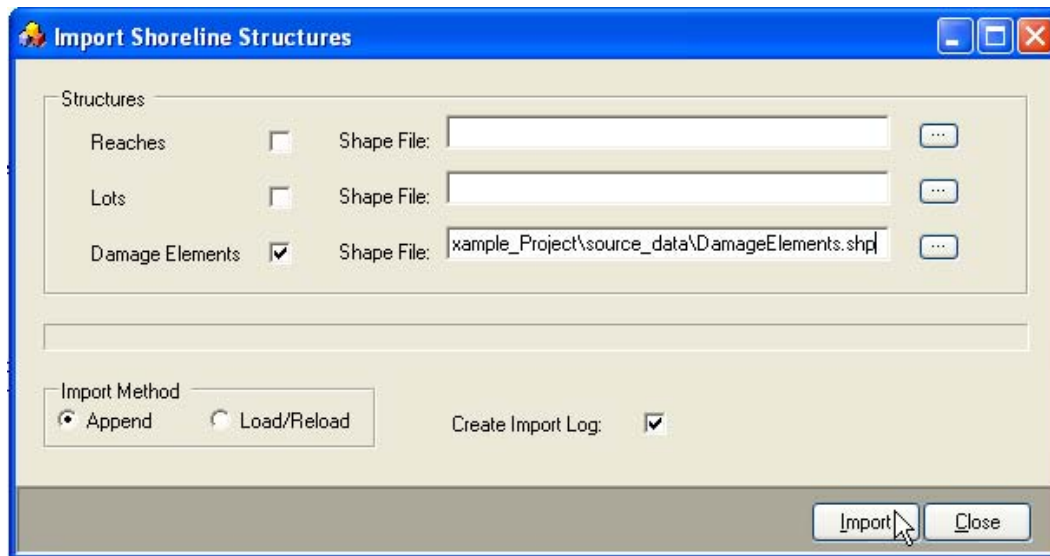 Import Shoreline Structures
Structures
Reaches Shape File: ...
Lots Shape File: ...
Damage Elements Shape File: xample_Project\source_data\DamageElements.shp ...
Import Method
Append Load/Reload Create Import Log:
Import Close